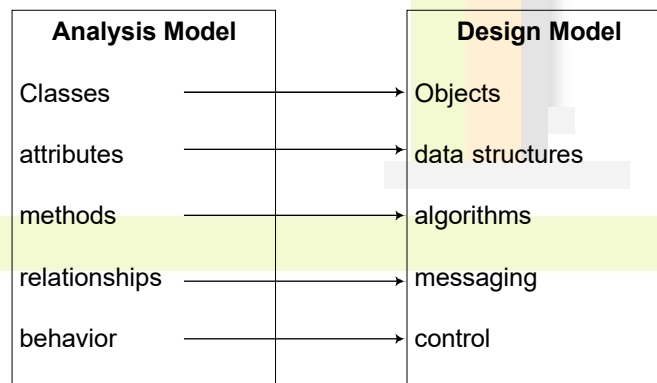 Analysis Model
Design Model
Classes
Objects
attributes
data structures
methods
algorithms
relationships
messaging
behavior
control